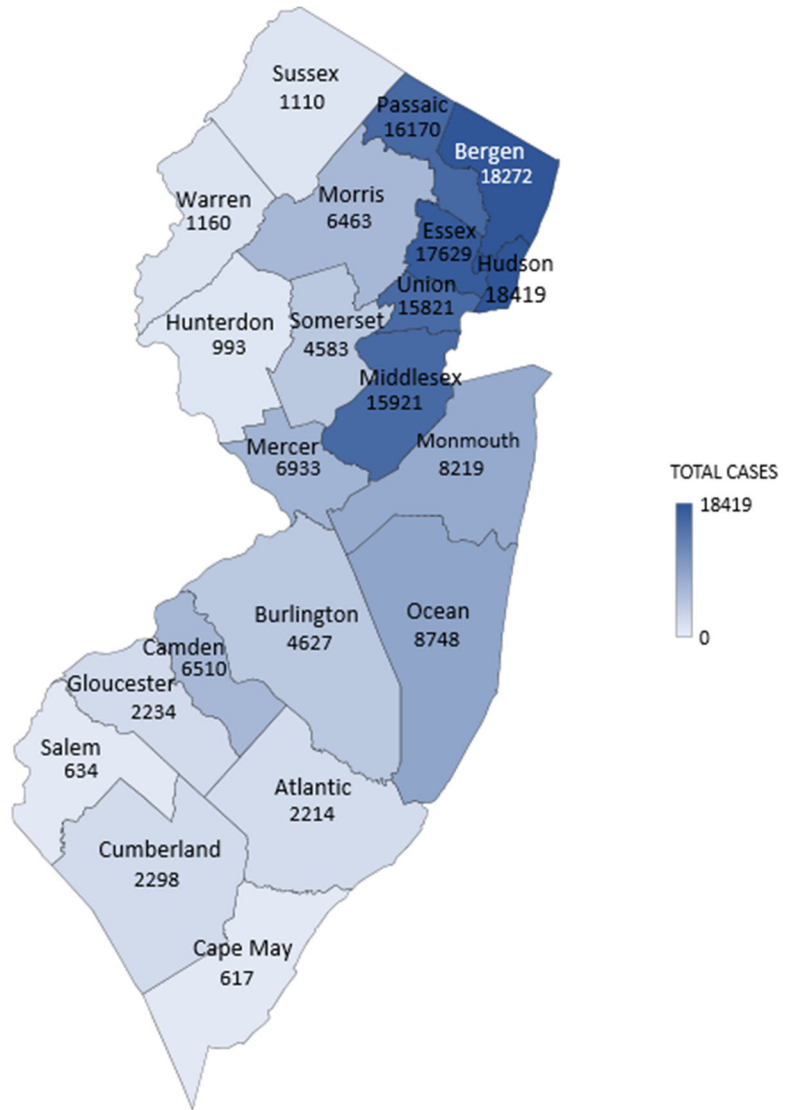 Sussex
1110
Passaic
16170
Bergen
18272
Warren
1160
Morris
6463
Essex
17629
Hudson
18419
Union
15821
Hunterdon
993
Somerset
4583
Middlesex
15921
Mercer
6933
Monmouth
8219
TOTAL CASES
18419
0
Burlington
4627
Ocean
8748
Camden
6510
Gloucester
2234
Salem
634
Atlantic
2214
Cumberland
2298
Cape May
617